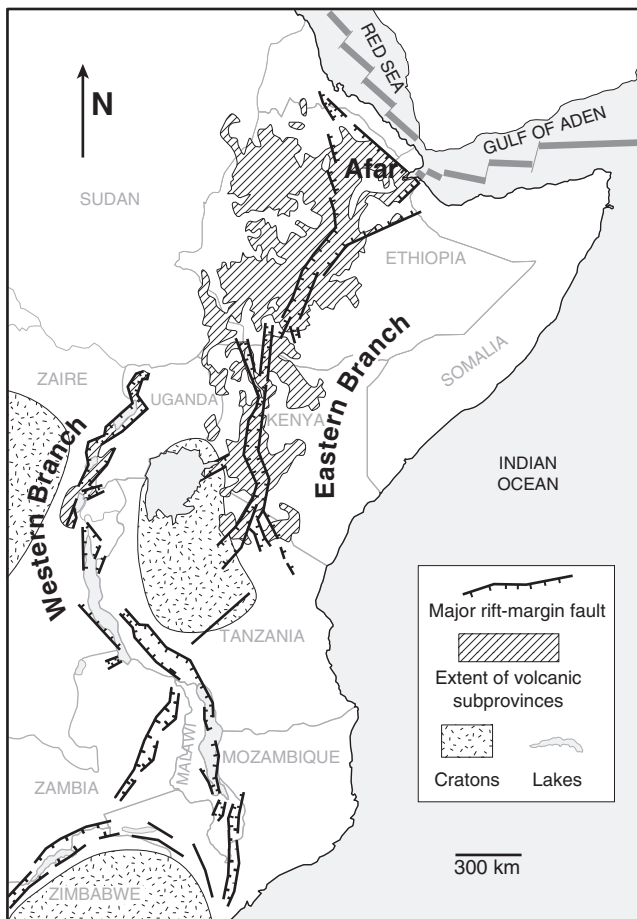 RED SEA
GULF OF ADEN
N
Afar
SUDAN
ETHIOPIA
SOMALIA
Eastern Branch
ZAIRE
UGANDA
KENYA
Western Branch
INDIAN
OCEAN
TANZANIA
Major rift-margin fault
Extent of volcanic
subprovinces
Cratons
Lakes
MALAWI
MOZAMBIQUE
ZAMBIA
ZIMBABWE
300 km